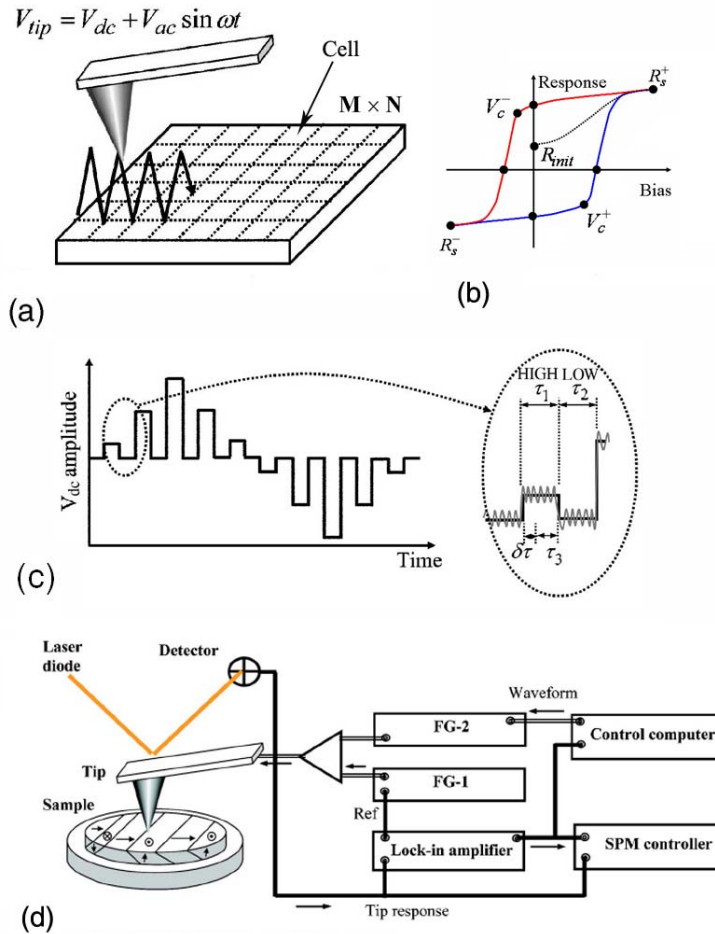 V_tip = V_dc + V_ac sin ωt
Cell
M × N
(a)
Response
R_s^+
V_c^-
R_init
Bias
V_c^+
R_s^-
(b)
V_dc amplitude
Time
HIGH LOW
τ_1 τ_2
δτ τ_3
(c)
Laser
diode
Detector
Waveform
FG-2
Control computer
Tip
FG-1
Sample
Ref
Lock-in amplifier
SPM controller
Tip response
(d)